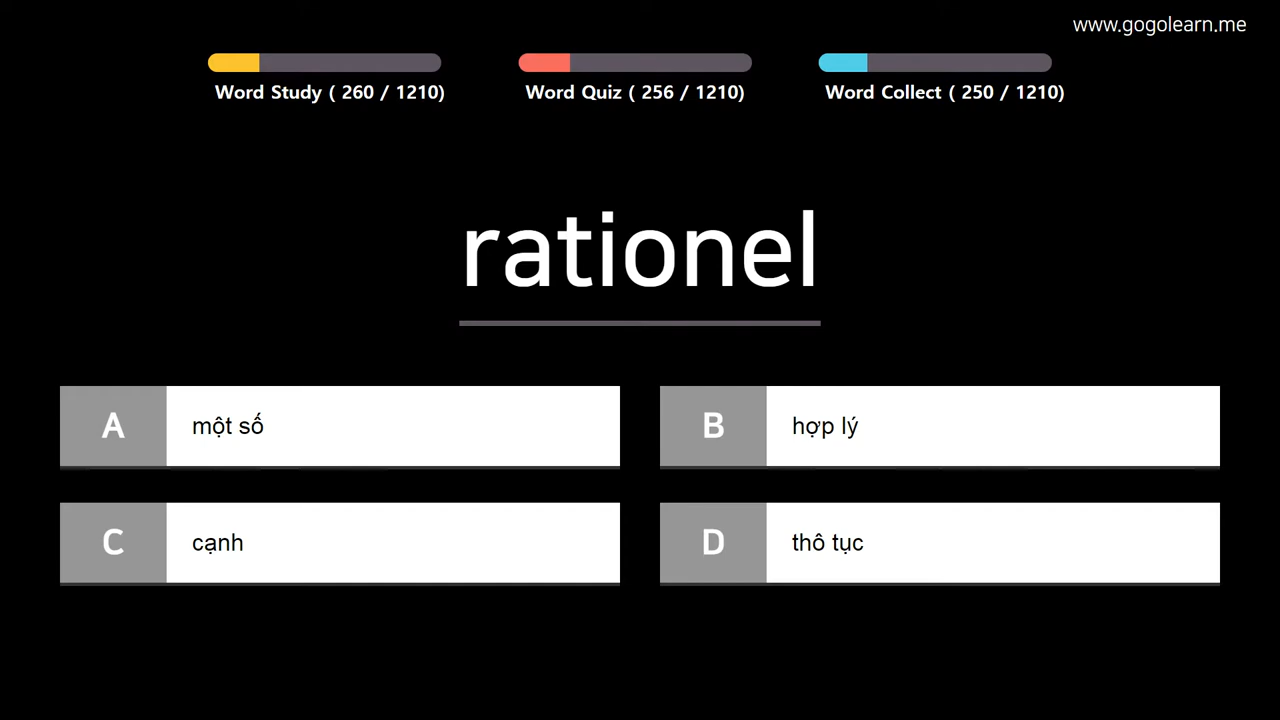 www.gogolearn.me
Word Study ( 260 / 1210)
Word Quiz ( 256 / 1210)
Word Collect ( 250 / 1210)
rationel
A một số
B hợp lý
C cạnh
D thô tục